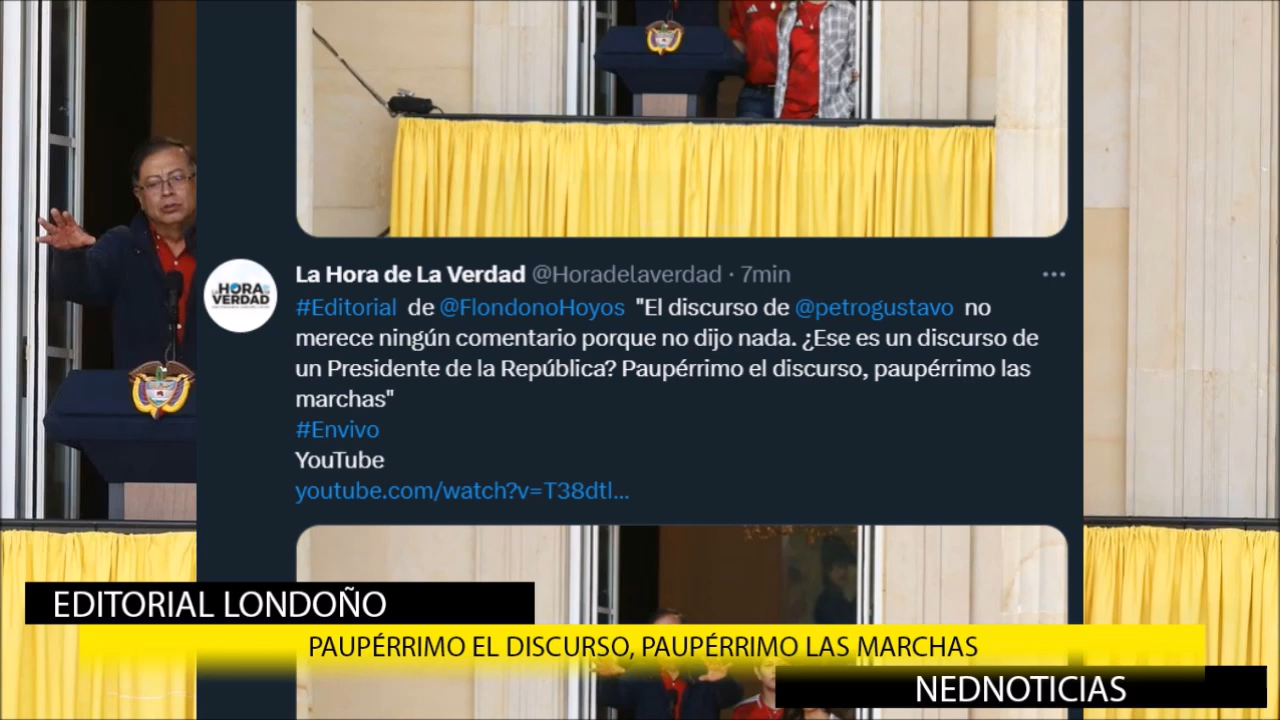 La Hora de La Verdad @Horadelaverdad · 7min
HORA
VERDAD
#Editorial de @FlondonoHoyos "El discurso de @petrogustavo no
merece ningún comentario porque no dijo nada. ¿Ese es un discurso de
un Presidente de la República? Paupérrimo el discurso, paupérrimo las
marchas"
#Envivo
YouTube
youtube.com/watch?v=T38dtl...
EDITORIAL LONDOÑO
PAUPÉRRIMO EL DISCURSO, PAUPÉRRIMO LAS MARCHAS
NEDNOTICIAS